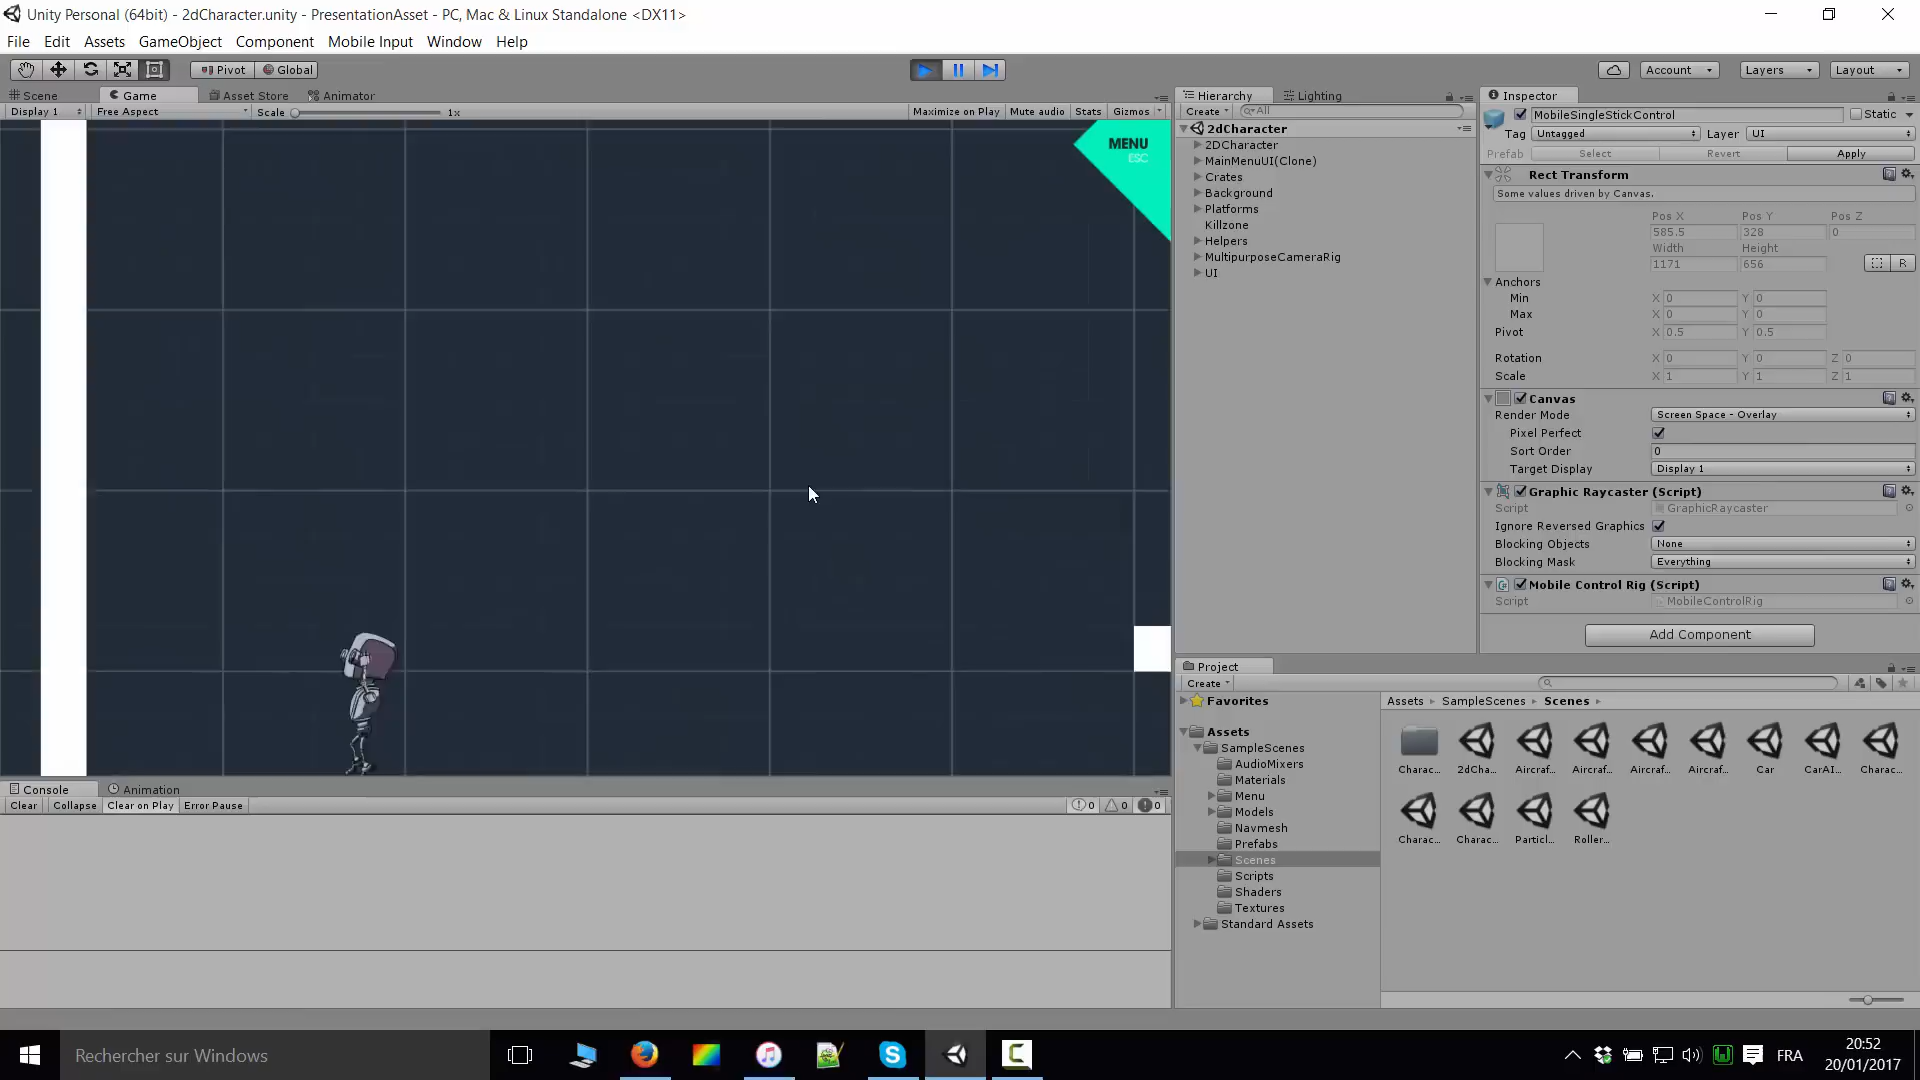 Unity Personal (64bit) - 2dCharacter.unity - PresentationAsset - PC, Mac & Linux Standalone <DX11>
File Edit Assets GameObject Component Mobile Input Window Help
Pivot Global Account Layers Layout
Scene Game Asset Store Animator
Display 1 Free Aspect Scale 1x Maximize on Play Mute audio Stats Gizmos
MENU
ESC
Hierarchy Lighting
Create All
2dCharacter
2DCharacter
MainMenuUI(Clone)
Crates
Background
Platforms
Killzone
Helpers
MultipurposeCameraRig
UI
Inspector
MobileSingleStickControl Static
Tag Untagged Layer UI
Prefab Select Revert Apply
Rect Transform
Some values driven by Canvas.
Pos X Pos Y Pos Z
585.5 328 0
Width Height
1171 656 R
Anchors
Min X 0 Y 0
Max X 0 Y 0
Pivot X 0.5 Y 0.5
Rotation X 0 Y 0 Z 0
Scale X 1 Y 1 Z 1
Canvas
Render Mode Screen Space - Overlay
Pixel Perfect
Sort Order 0
Target Display Display 1
Graphic Raycaster (Script)
Script GraphicRaycaster
Ignore Reversed Graphics
Blocking Objects None
Blocking Mask Everything
Mobile Control Rig (Script)
Script MobileControlRig
Add Component
Project
Create
Favorites
Assets
SampleScenes
AudioMixers
Materials
Menu
Models
Navmesh
Prefabs
Scenes
Scripts
Shaders
Textures
Standard Assets
Assets SampleScenes Scenes
Charac... 2dCha... Aircraf... Aircraf... Aircraf... Aircraf... Car CarAI... Charac...
Charac... Charac... Particl... Roller...
Console Animation
Clear Collapse Clear on Play Error Pause 0 0 0
Rechercher sur Windows
FRA
20:52
20/01/2017